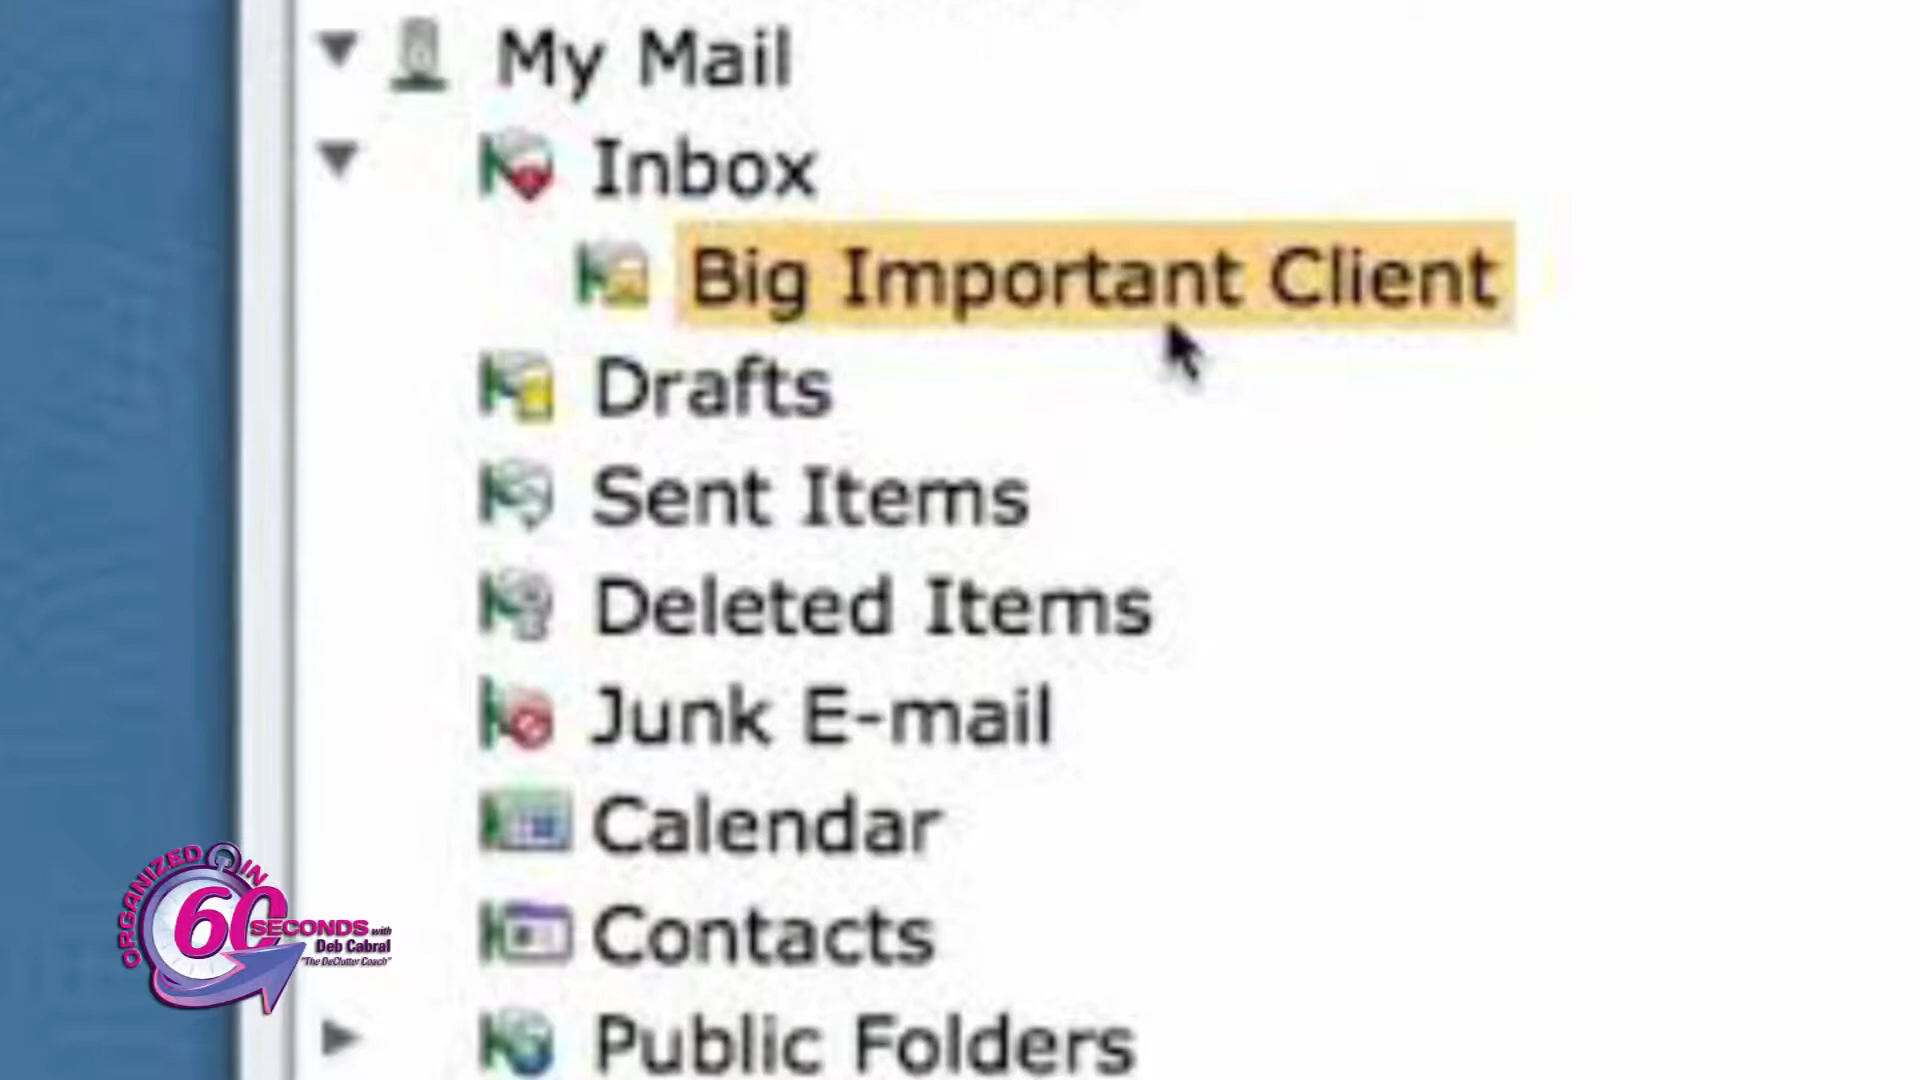 My Mail
Inbox
Big Important Client
Drafts
Sent Items
Deleted Items
Junk E-mail
Calendar
Contacts
Public Folders
ORGANIZED IN
60 SECONDS with
Deb Cabral
"The DeClutter Coach"